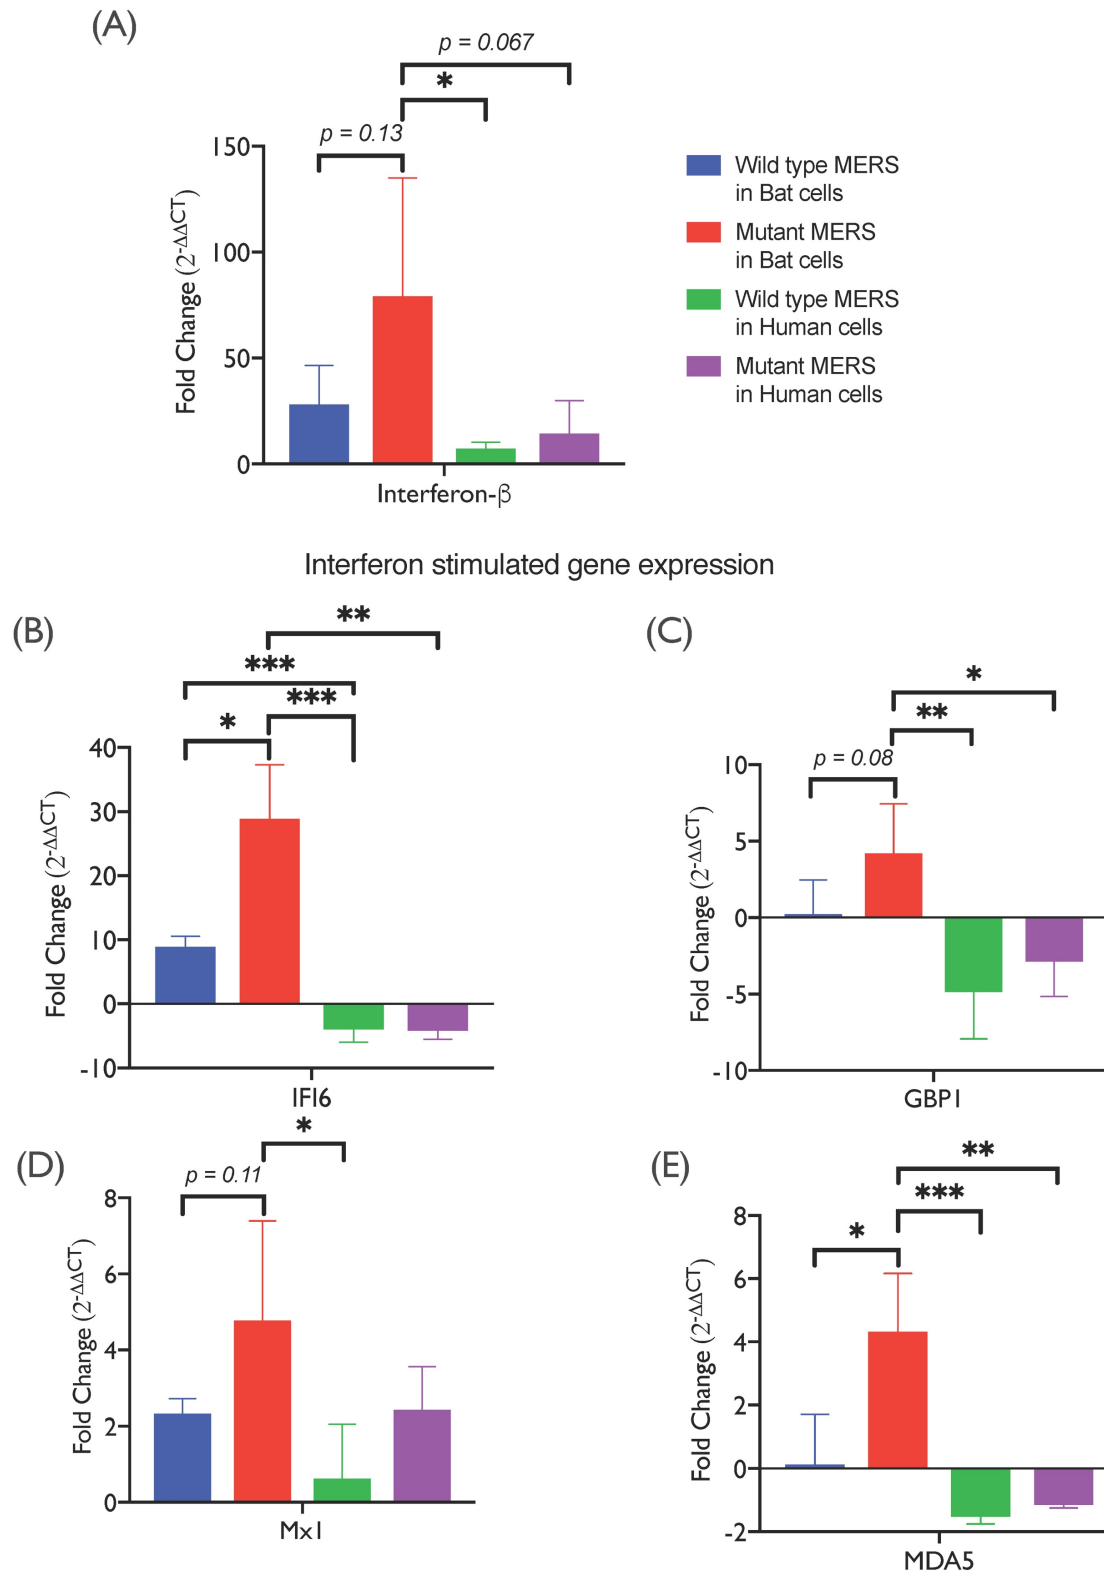 (A)
p = 0.067
*
p = 0.13
150
100
50
0
Fold Change (2-ΔΔCT)
Interferon-β
Wild type MERS
in Bat cells
Mutant MERS
in Bat cells
Wild type MERS
in Human cells
Mutant MERS
in Human cells
Interferon stimulated gene expression
(B)
**
***
***
*
40
30
20
10
0
-10
Fold Change (2-ΔΔCT)
IFI6
(C)
*
**
p = 0.08
10
5
0
-5
-10
Fold Change (2-ΔΔCT)
GBP1
(D)
*
p = 0.11
8
6
4
2
0
Fold Change (2-ΔΔCT)
Mx1
(E)
**
***
*
8
6
4
2
0
-2
Fold Change (2-ΔΔCT)
MDA5